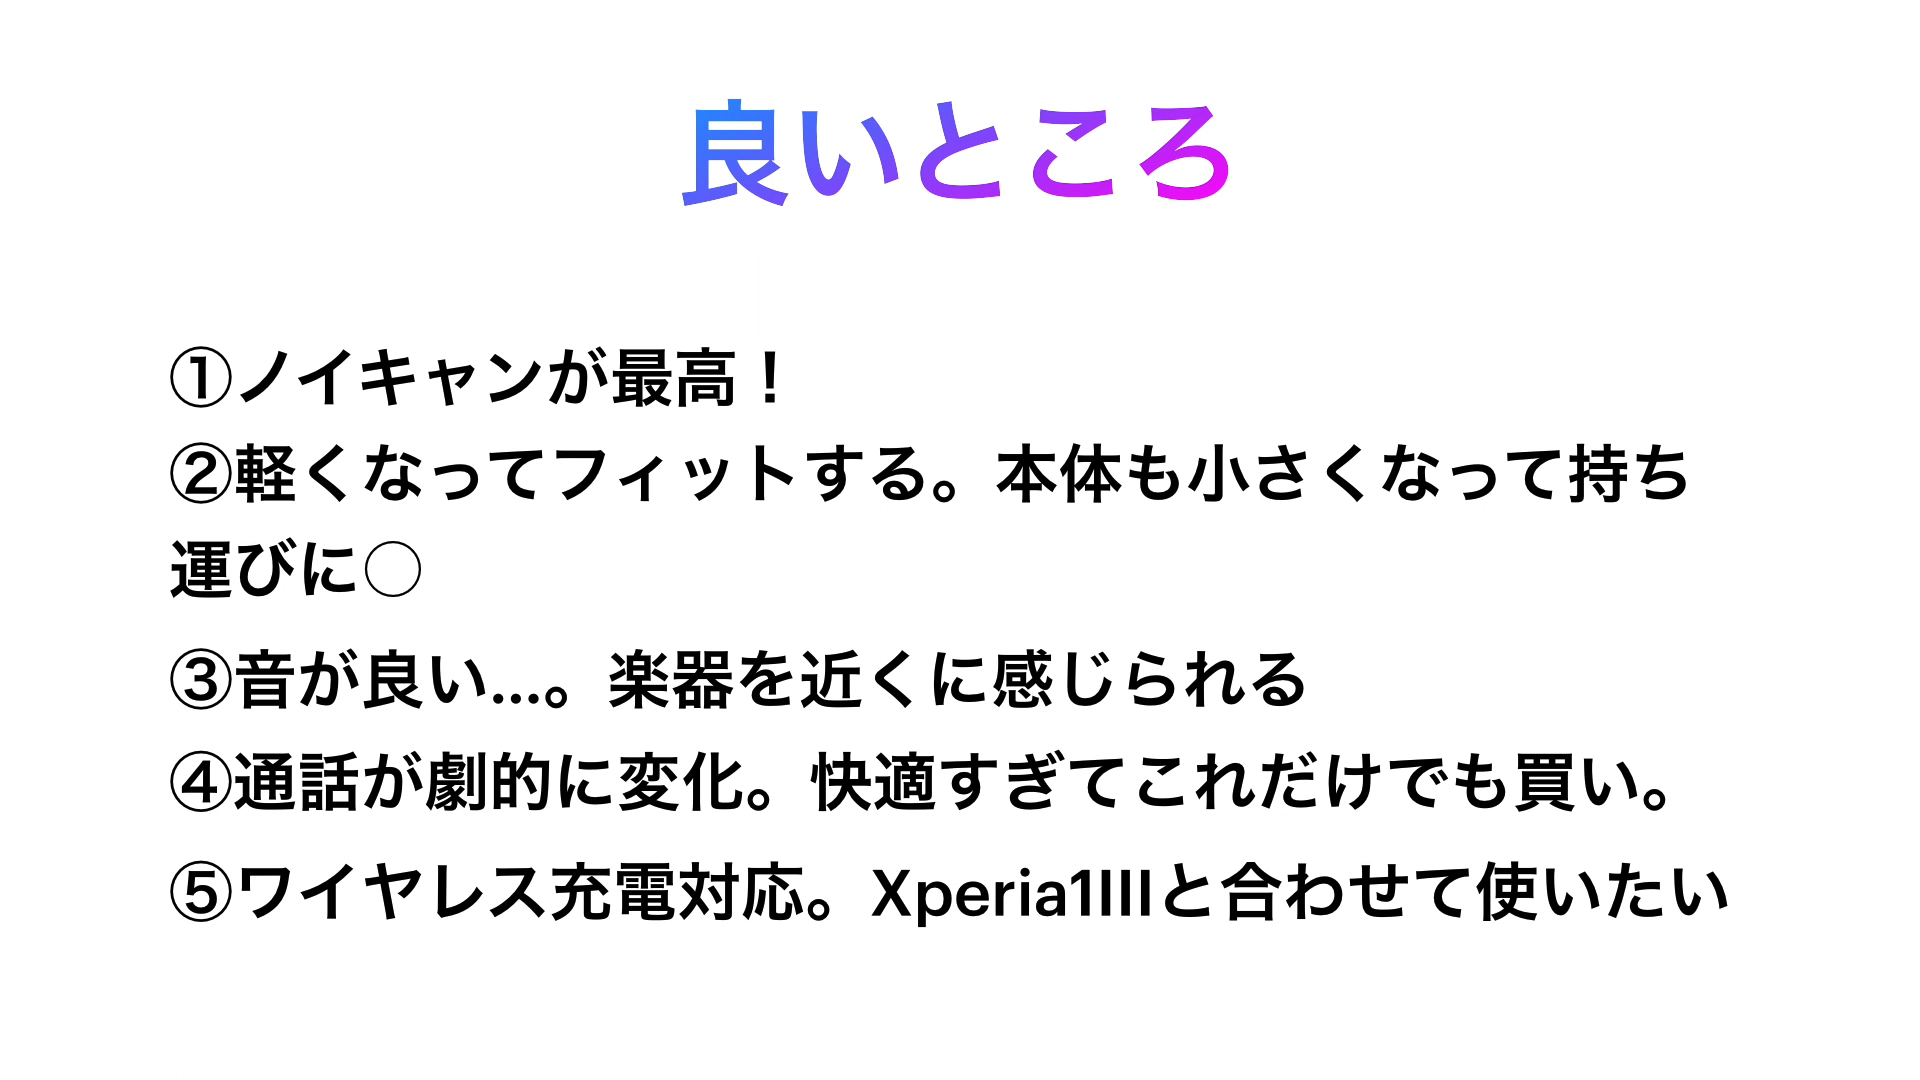 良いところ
①ノイキャンが最高！
②軽くなってフィットする。本体も小さくなって持ち
運びに◯
③音が良い...。楽器を近くに感じられる
④通話が劇的に変化。快適すぎてこれだけでも買い。
⑤ワイヤレス充電対応。Xperia1IIIと合わせて使いたい